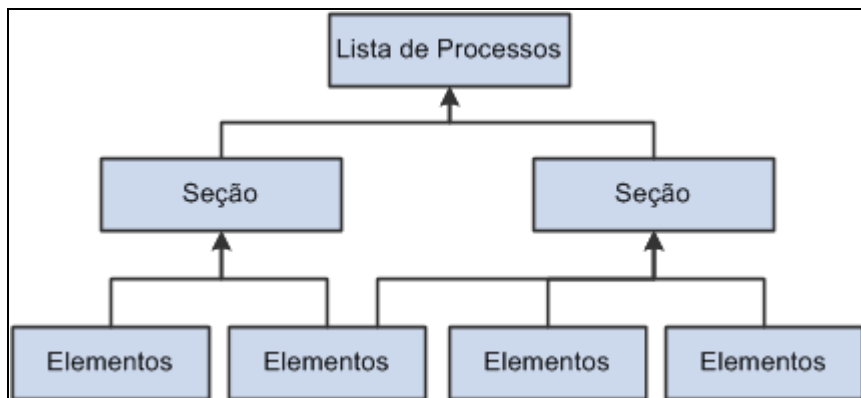 Lista de Processos
Seção
Seção
Elementos
Elementos
Elementos
Elementos